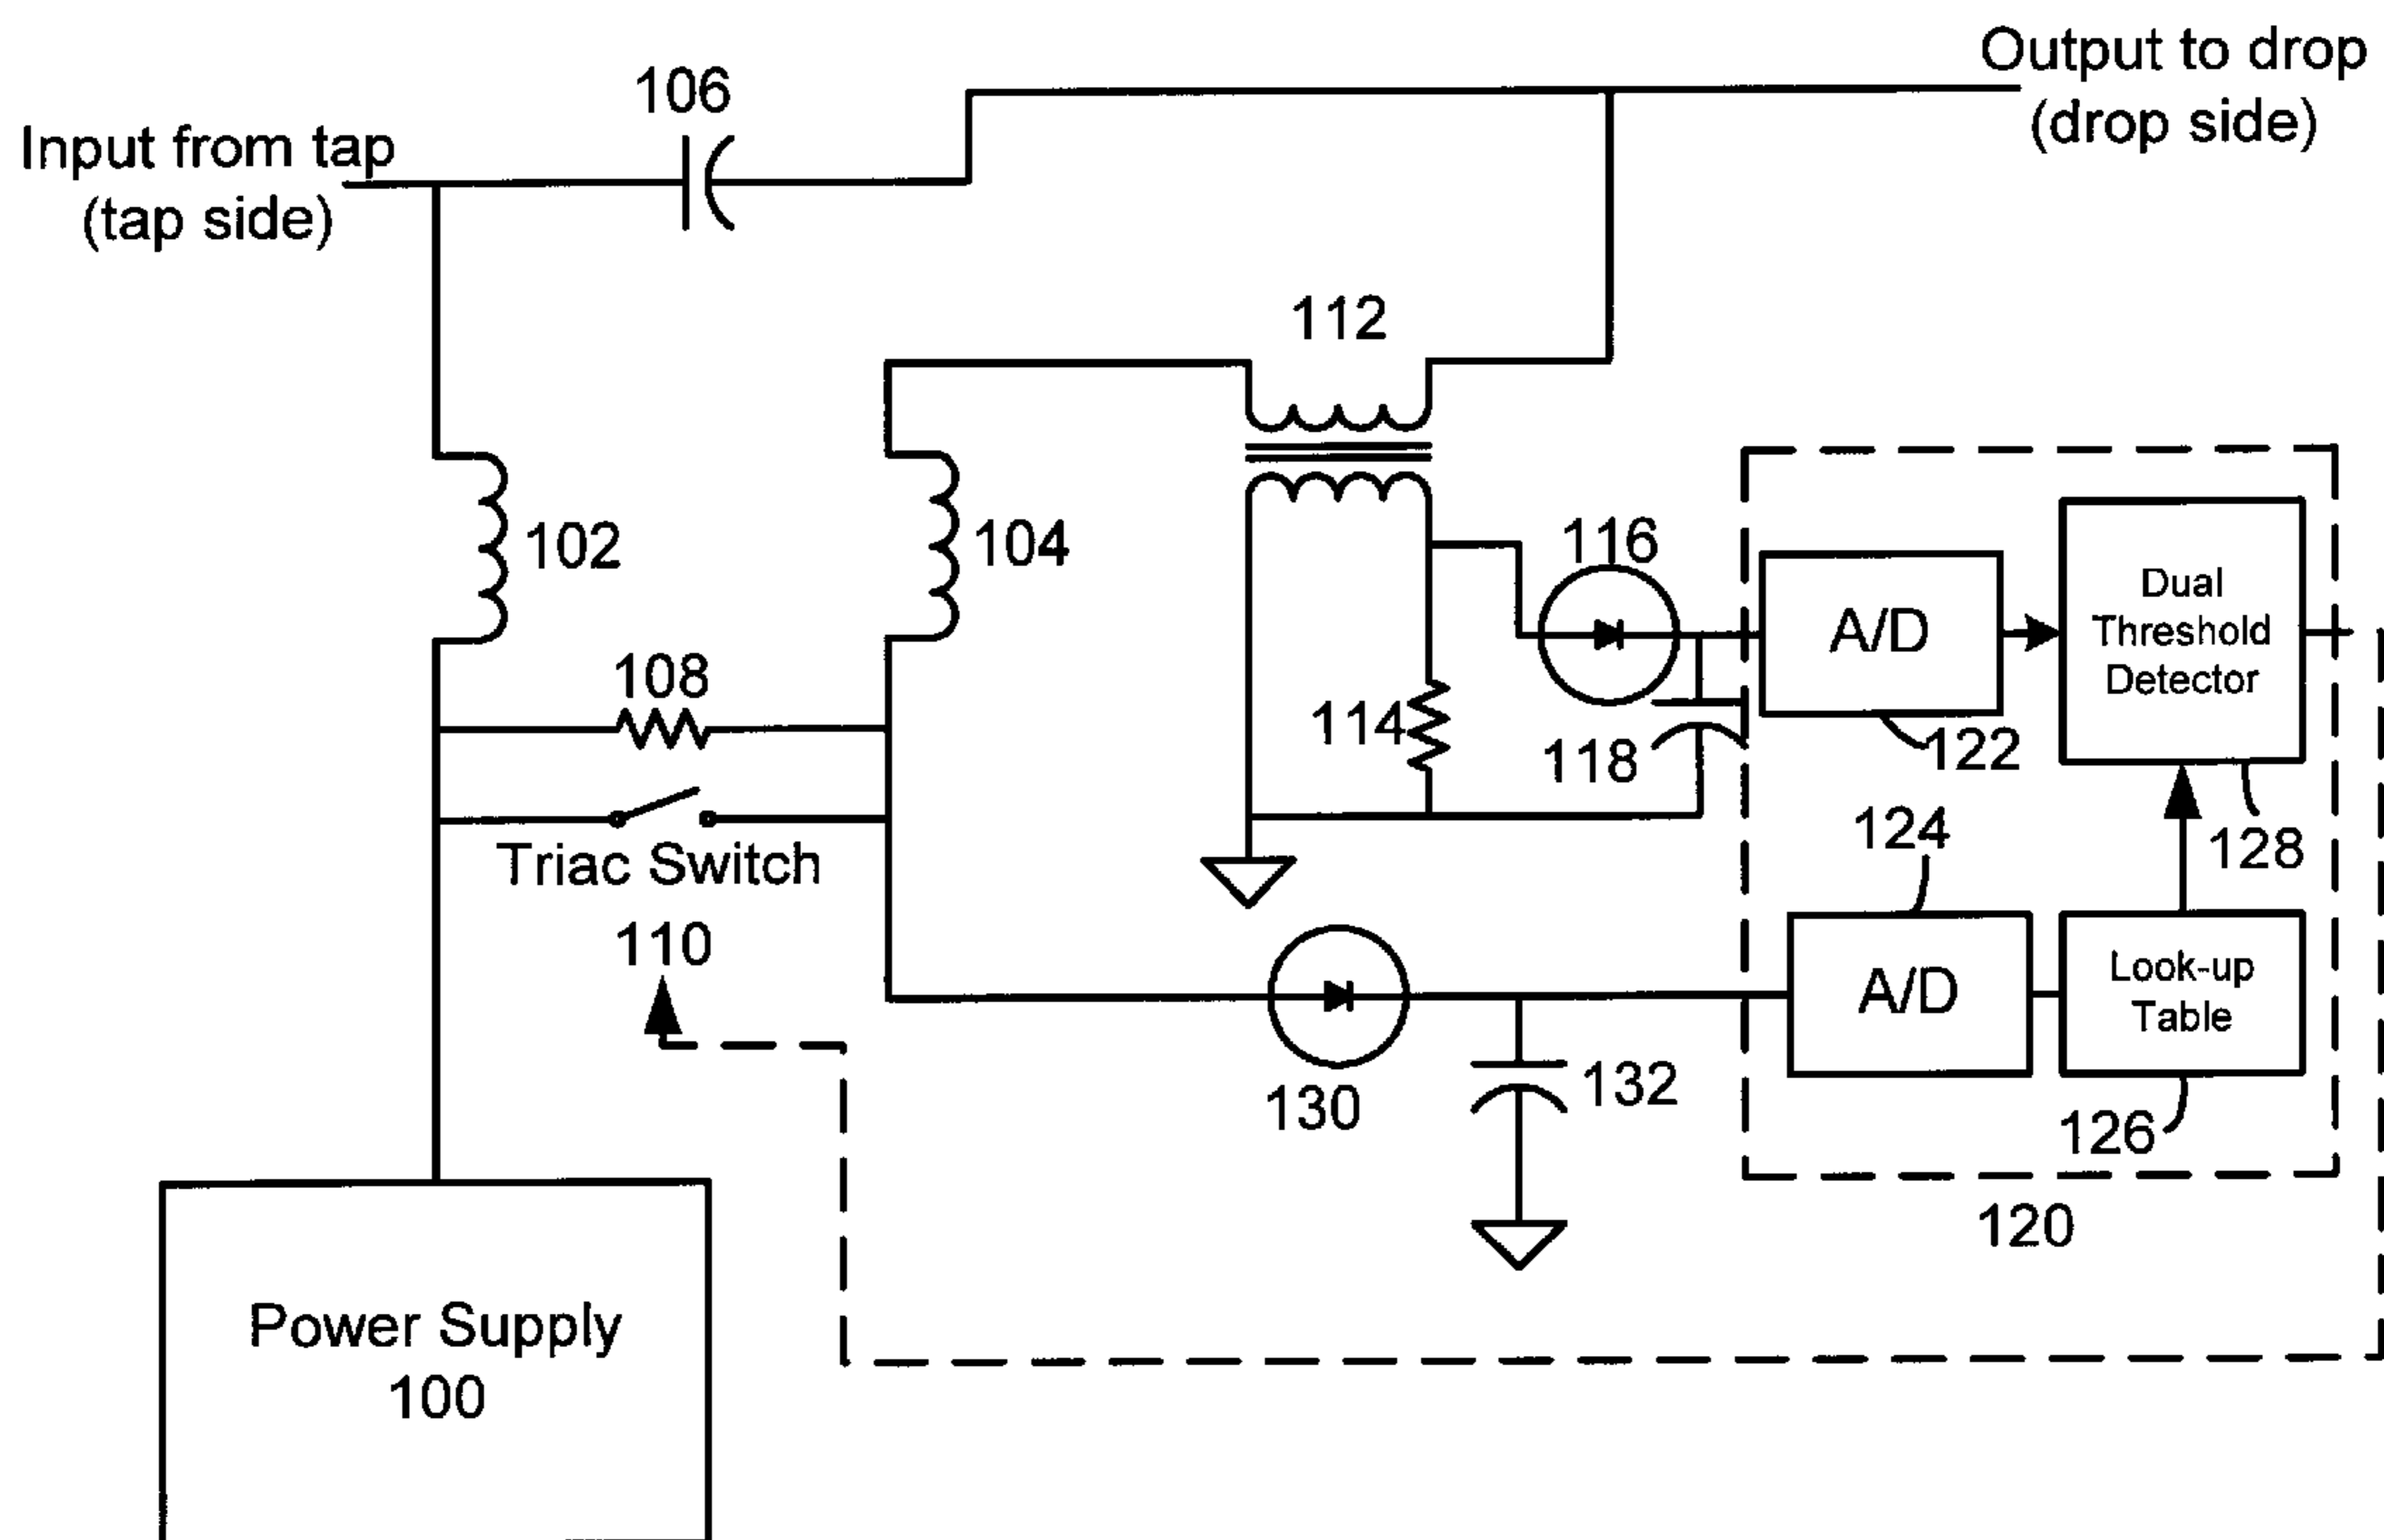 Output to drop
(drop side)
106
Input from tap
(tap side)
112
102
104
116
A/D
Dual
Threshold
Detector
108
114
118
122
Triac Switch
110
124
128
A/D
Look-up
Table
130
132
126
120
Power Supply
100